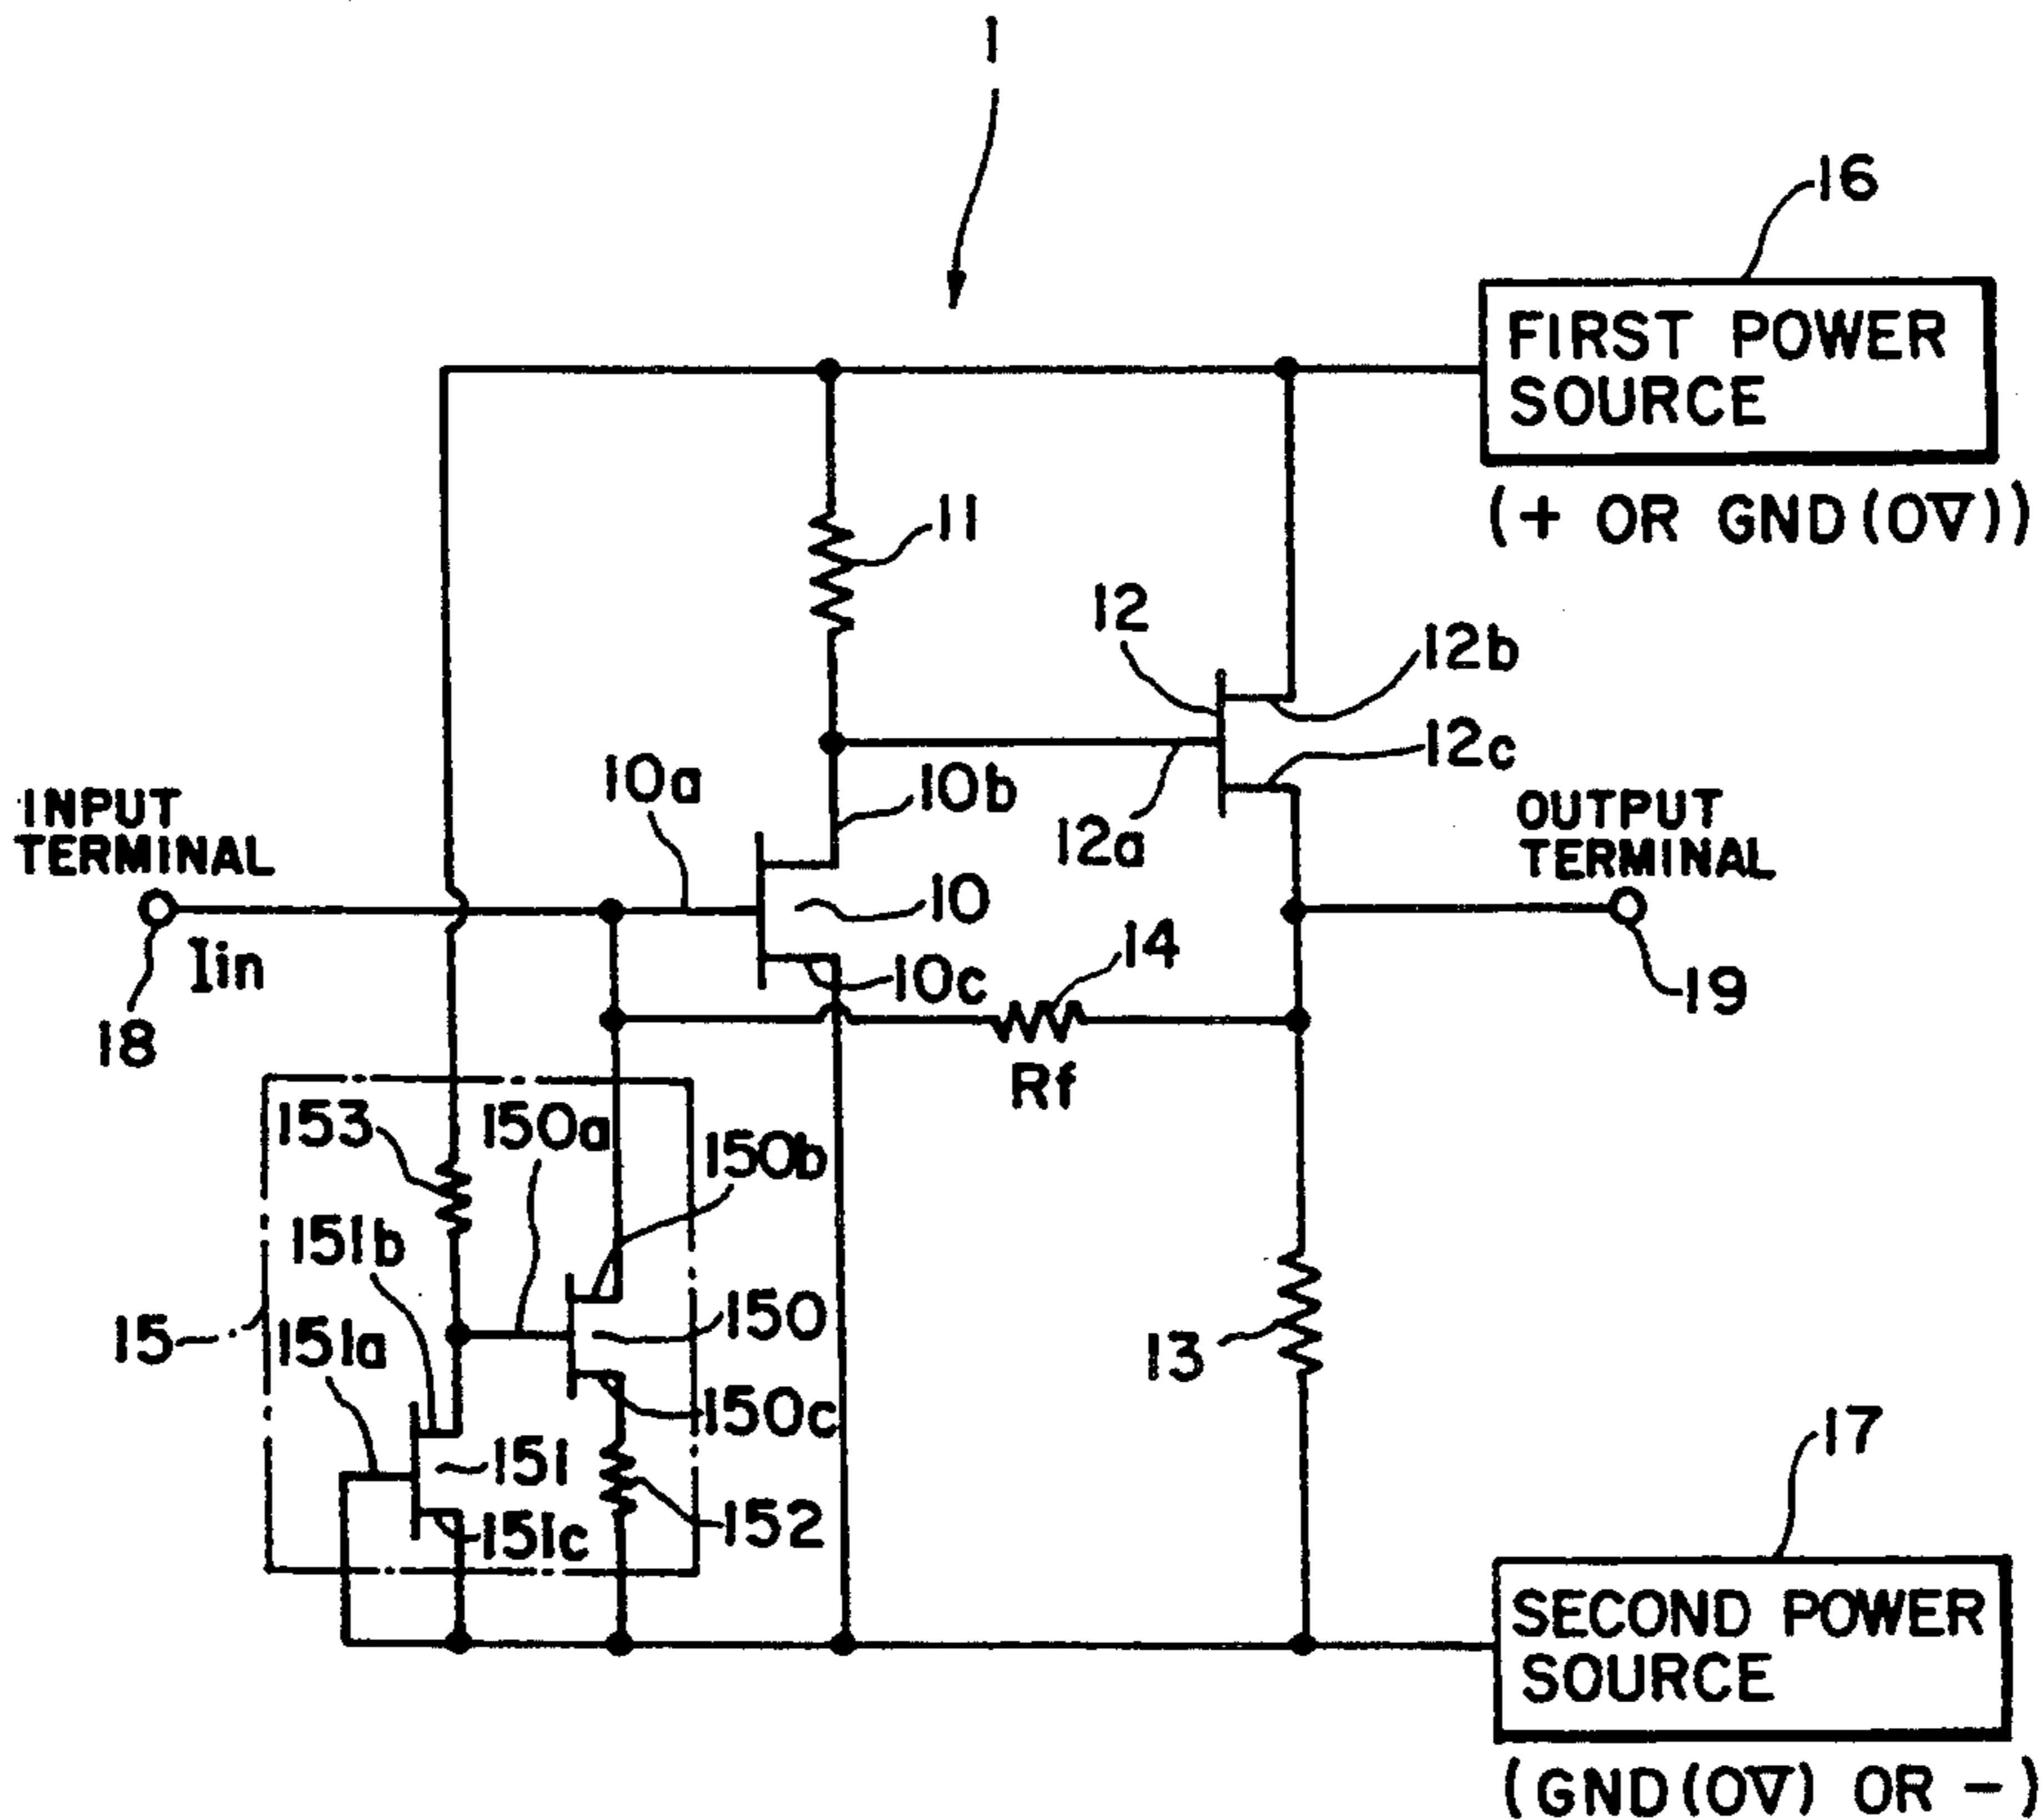 1
16
FIRST POWER
SOURCE
(+ OR GND(0V))
11
12
12b
12c
10a
10b
12a
INPUT
TERMINAL
OUTPUT
TERMINAL
10
14
10c
Iin
18
19
Rf
153
150a
150b
151b
15
151a
150
13
150c
151
17
152
151c
SECOND POWER
SOURCE
(GND(0V) OR -)